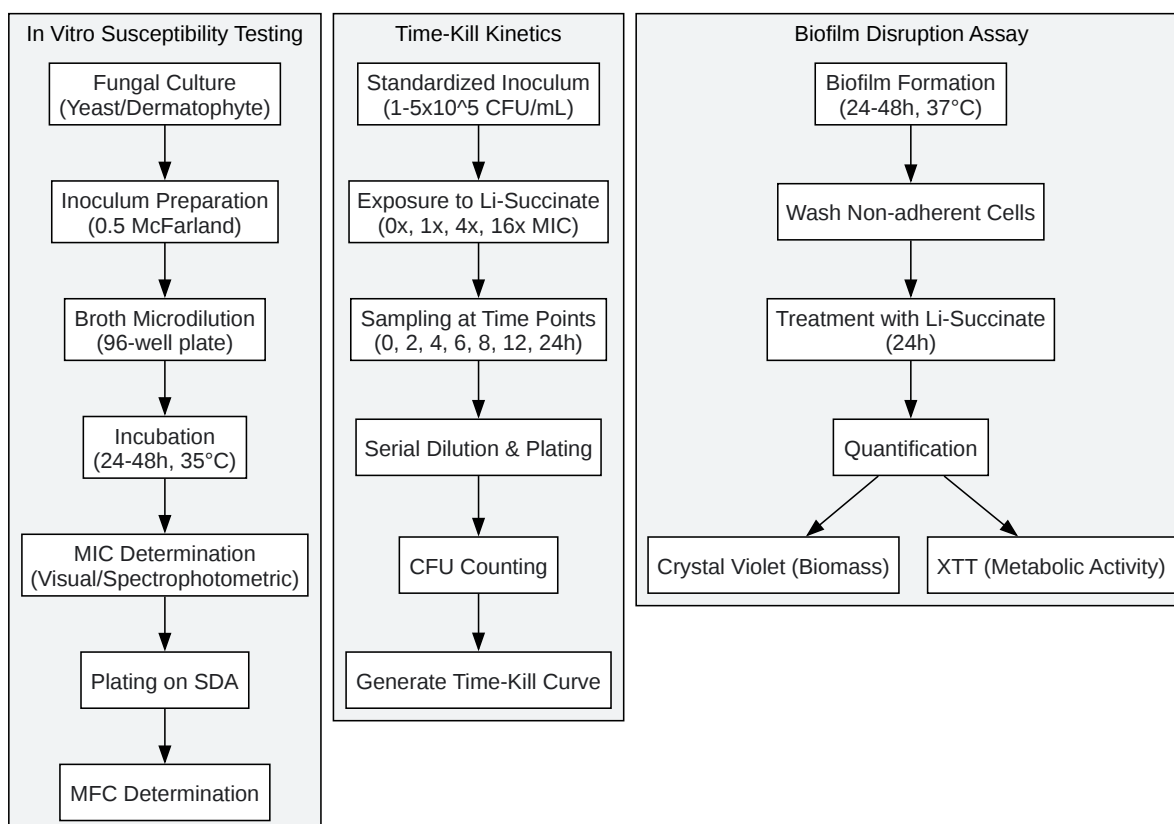 In Vitro Susceptibility Testing
Fungal Culture
(Yeast/Dermatophyte)
Inoculum Preparation
(0.5 McFarland)
Broth Microdilution
(96-well plate)
Incubation
(24-48h, 35°C)
MIC Determination
(Visual/Spectrophotometric)
Plating on SDA
MFC Determination
Time-Kill Kinetics
Standardized Inoculum
(1-5x10^5 CFU/mL)
Exposure to Li-Succinate
(0x, 1x, 4x, 16x MIC)
Sampling at Time Points
(0, 2, 4, 6, 8, 12, 24h)
Serial Dilution & Plating
CFU Counting
Generate Time-Kill Curve
Biofilm Disruption Assay
Biofilm Formation
(24-48h, 37°C)
Wash Non-adherent Cells
Treatment with Li-Succinate
(24h)
Quantification
Crystal Violet (Biomass)
XTT (Metabolic Activity)